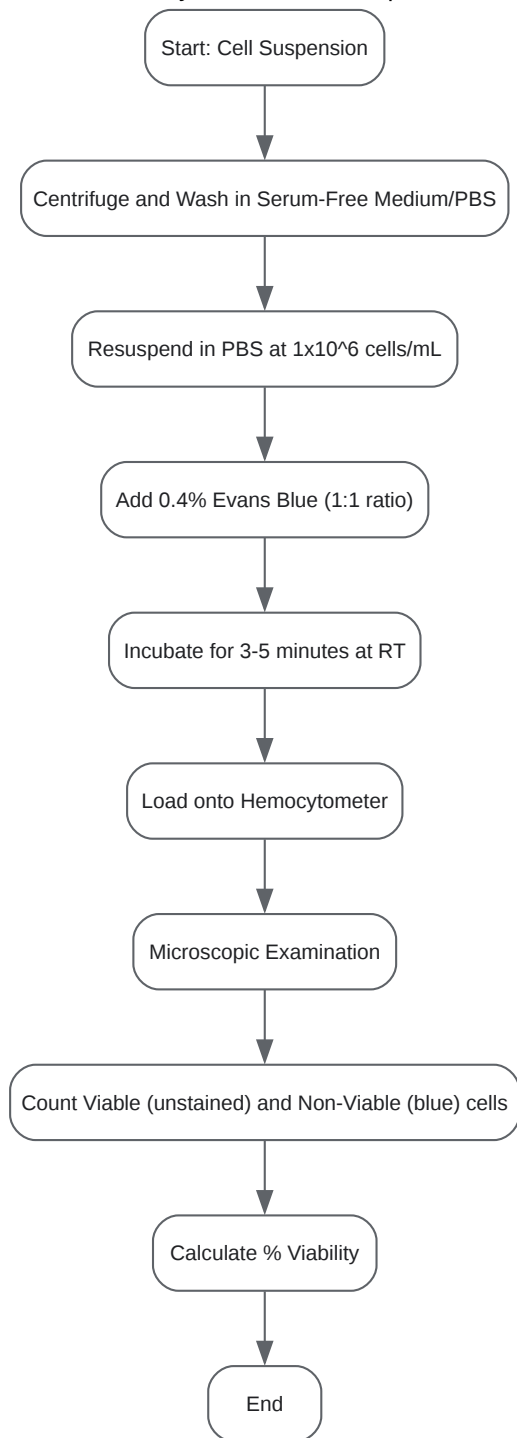 Start: Cell Suspension
Centrifuge and Wash in Serum-Free Medium/PBS
Resuspend in PBS at 1x10^6 cells/mL
Add 0.4% Evans Blue (1:1 ratio)
Incubate for 3-5 minutes at RT
Load onto Hemocytometer
Microscopic Examination
Count Viable (unstained) and Non-Viable (blue) cells
Calculate % Viability
End